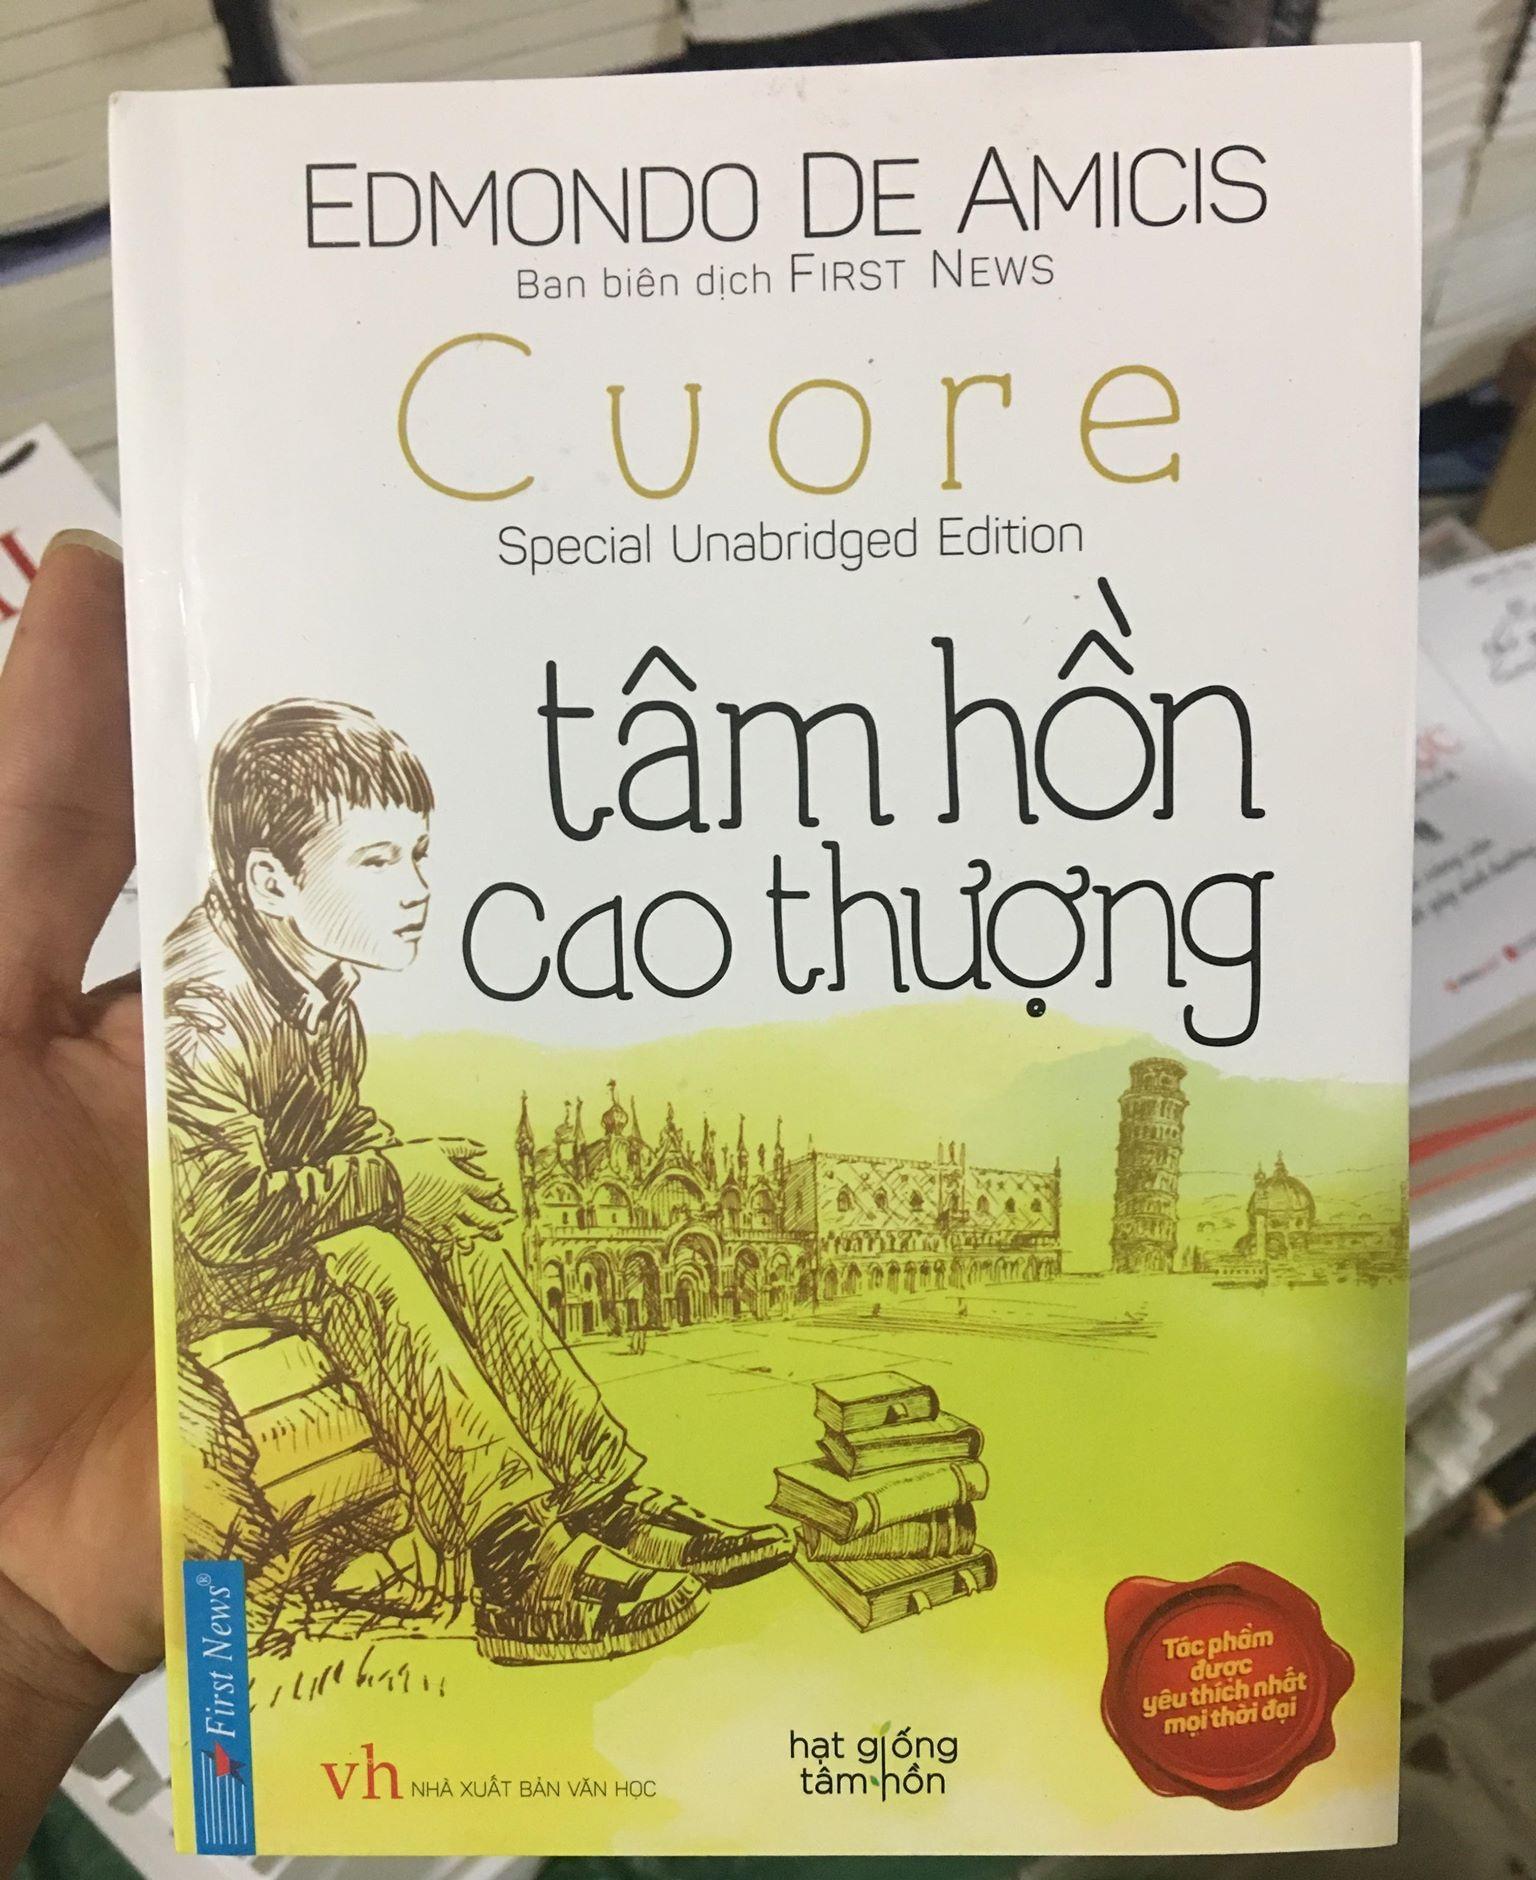 EDMONDO DE AMICIS
Ban biên dịch FIRST NEWS
Cuore
Special Unabridged Edition
tâm hồn
cao thượng
Tác phẩm
được
yêu thích nhất
mọi thời đại
First News®
vh NHÀ XUẤT BẢN VĂN HỌC
hạt giống
tâm hồn